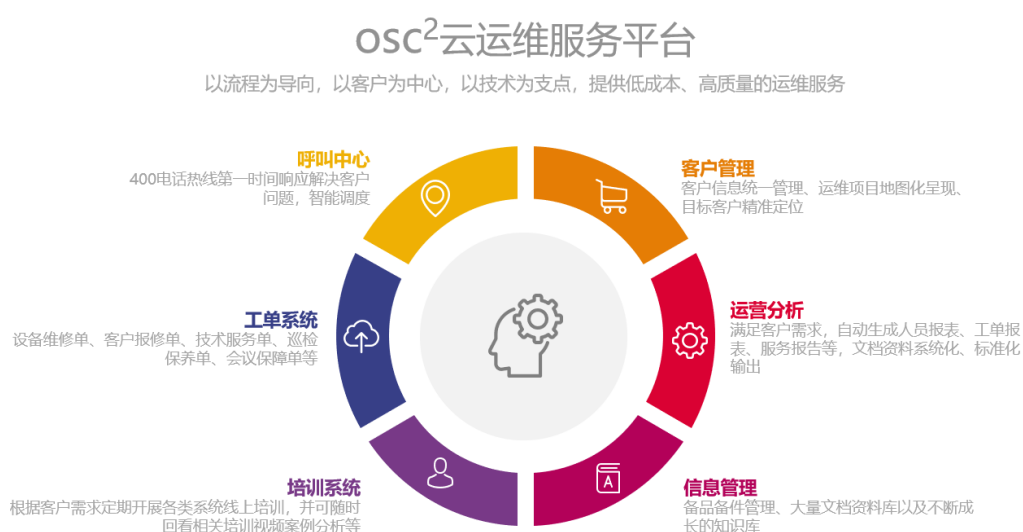 OSC²云运维服务平台
以流程为导向，以客户为中心，以技术为支点，提供低成本、高质量的运维服务
呼叫中心
400电话热线第一时间响应解决客户
问题，智能调度
客户管理
客户信息统一管理、运维项目地图化呈现、
目标客户精准定位
工单系统
设备维修单、客户报修单、技术服务单、巡检
保养单、会议保障单等
运营分析
满足客户需求，自动生成人员报表、工单报
表、服务报告等，文档资料系统化、标准化
输出
培训系统
根据客户需求定期开展各类系统线上培训，并可随时
回看相关培训视频案例分析等
信息管理
备品备件管理、大量文档资料库以及不断成
长的知识库
A